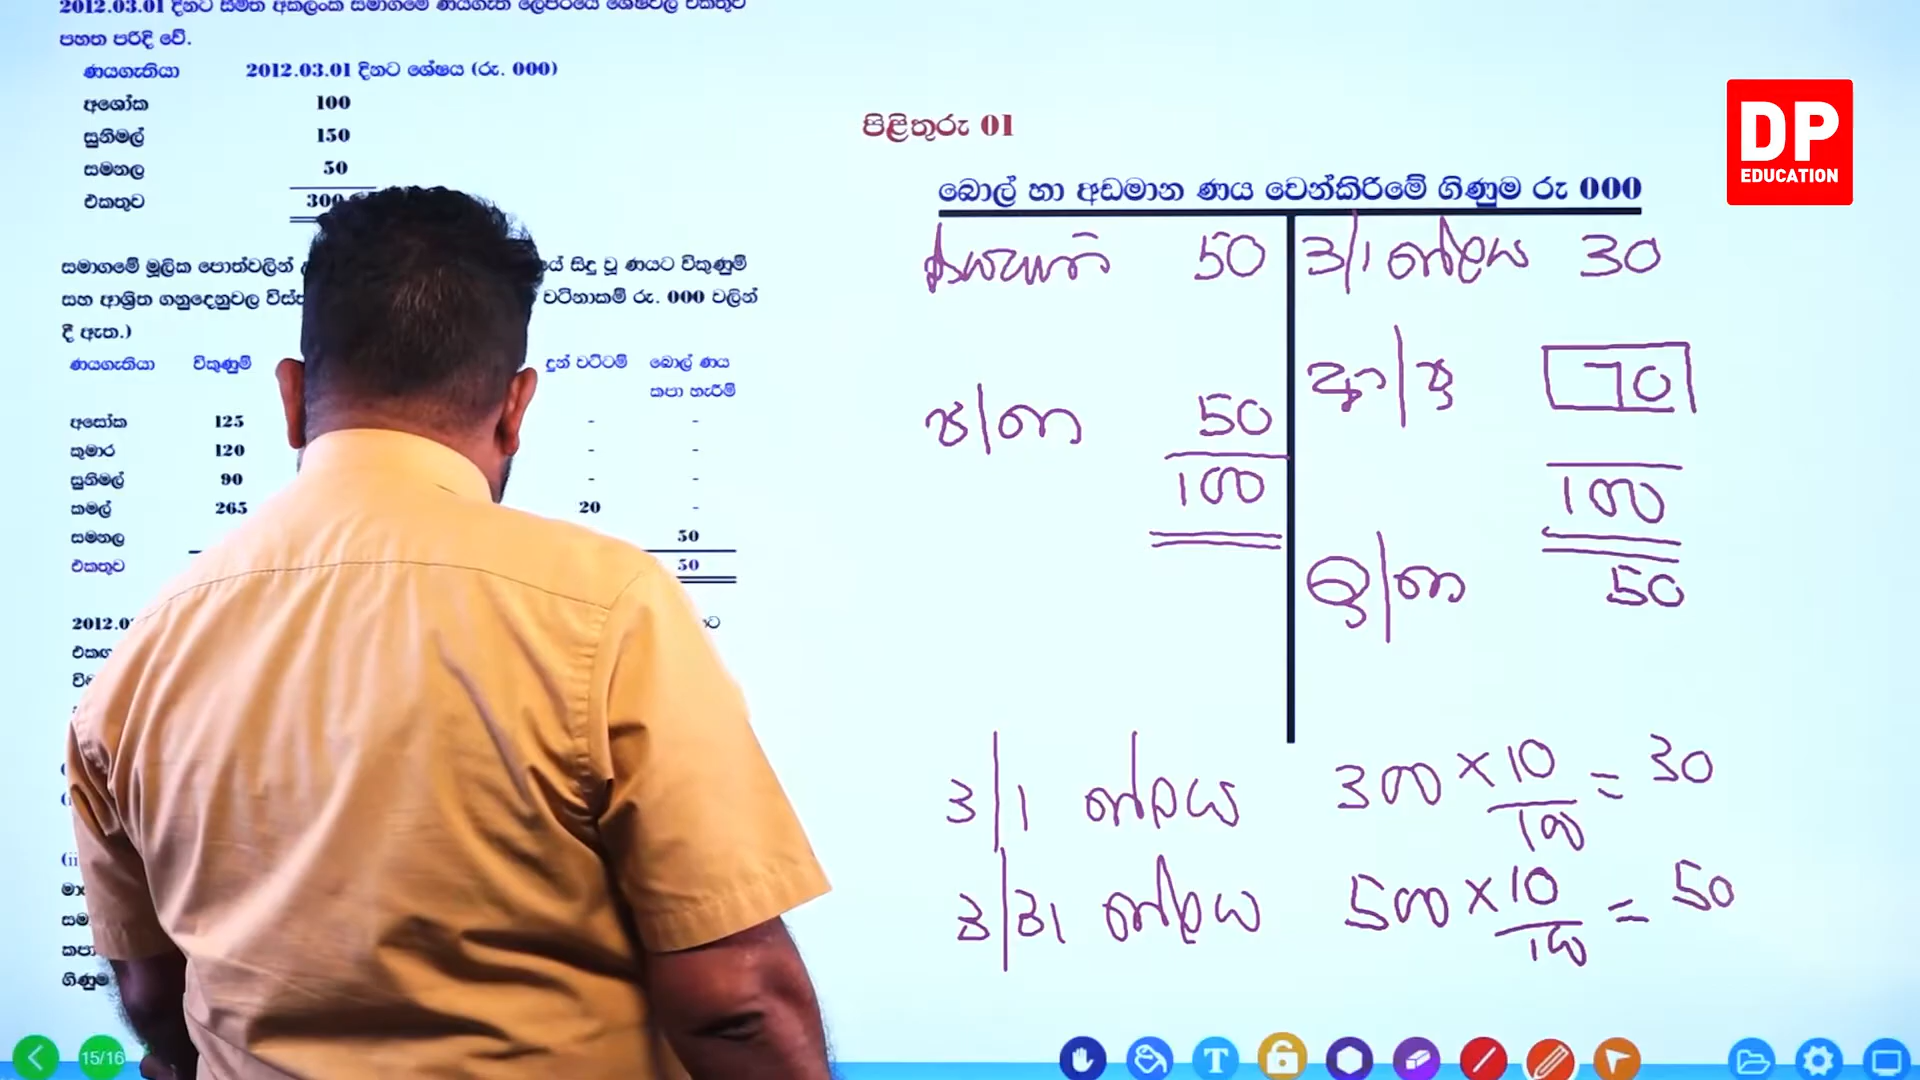 2012.03.01 දිනට සීමිත අකලංක සමාගමේ ණයගැති ලෙජරයේ ශේෂවල එකතුව
පහත පරිදි වේ.
ණයගැතියා 2012.03.01 දිනට ශේෂය (රු. 000)
අශෝක 100
සුනිමල් 150
සමනල 50
එකතුව 300
සමාගමේ මූලික පොත්වලින් සිදු වූ ණයට විකුණුම්
සහ ආශ්‍රිත ගනුදෙනුවල වටිනාකම් රු. 000 වලින්
දී ඇත.)
ණයගැතියා විකුණුම් දුන් වට්ටම් බොල් ණය
කපා හැරීම්
අසෝක 125 - -
කුමාර 120 - -
සුනිමල් 90 - -
කමල් 265 20 -
සමනල 50
එකතුව 50
පිළිතුරු 01
බොල් හා අඩමාන ණය වෙන්කිරීමේ ගිණුම රු 000
ණයගැති 50 3/1 ශේෂය 30
ආ/ප්‍ර 70
ප/ගෙ 50
100 100
ඉ/ගෙ 50
3/1 ශේෂය 300 × 10/100 = 30
3/31 ශේෂය 500 × 10/100 = 50
DP
EDUCATION
15/16